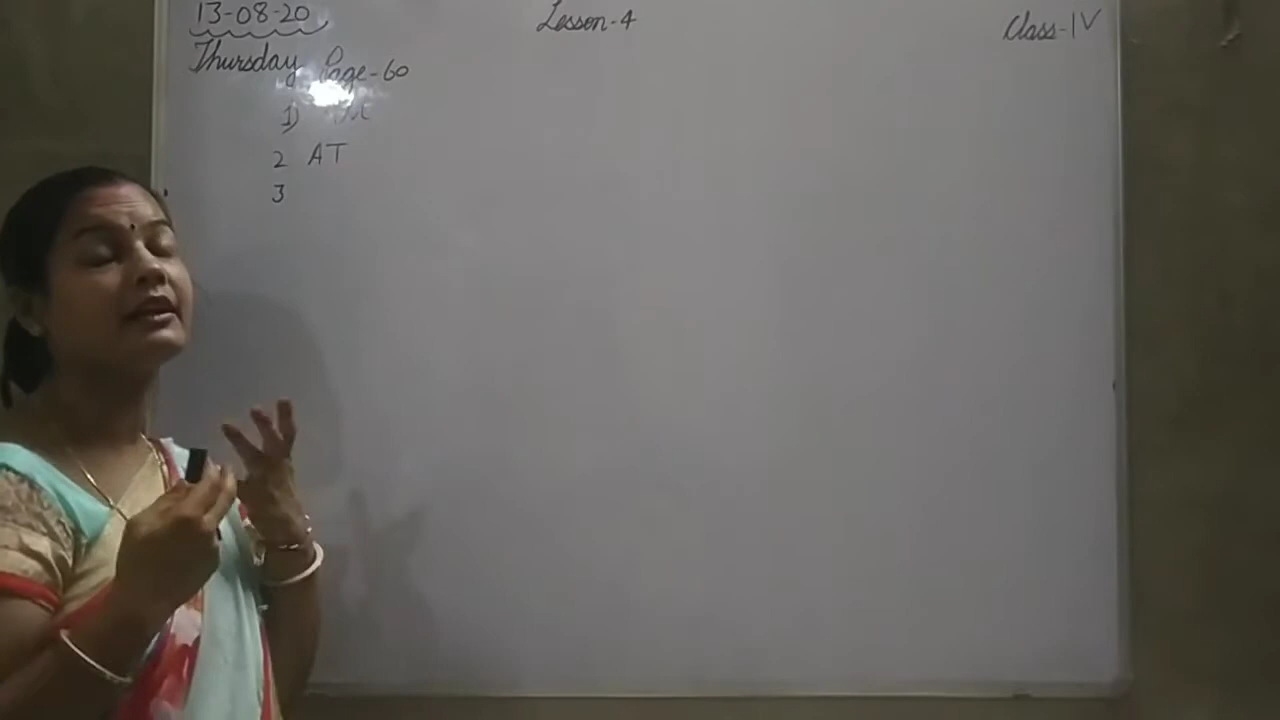 13-08-20
Lesson-4
Class-IV
Thursday Page-60
1)
2 AT
3